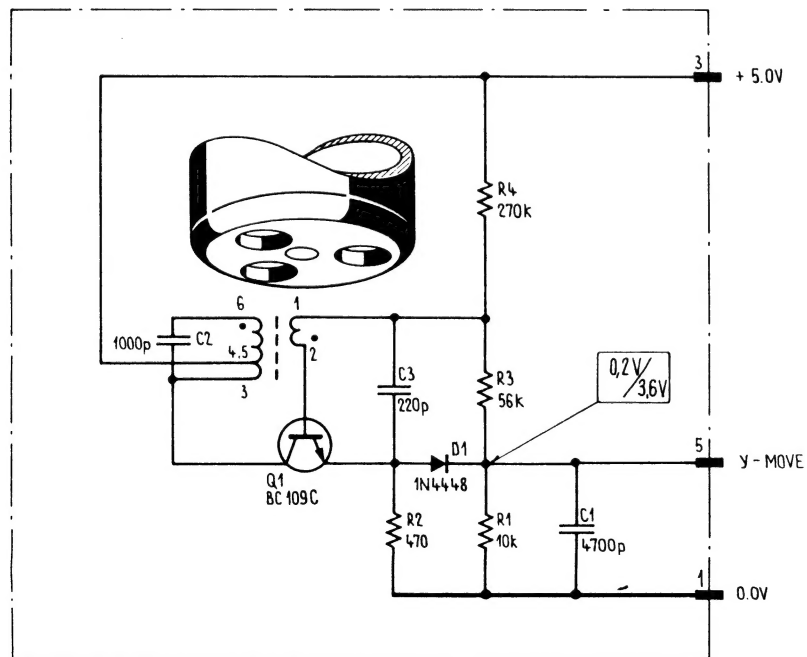 3
+ 5.0V
R4
270k
6
1
1000p
C2
4.5
2
3
C3
220p
R3
56k
0,2V/3,6V
D1
1N4448
5
Y-MOVE
Q1
BC 109C
R2
470
R1
10k
C1
4700p
1
0.0V